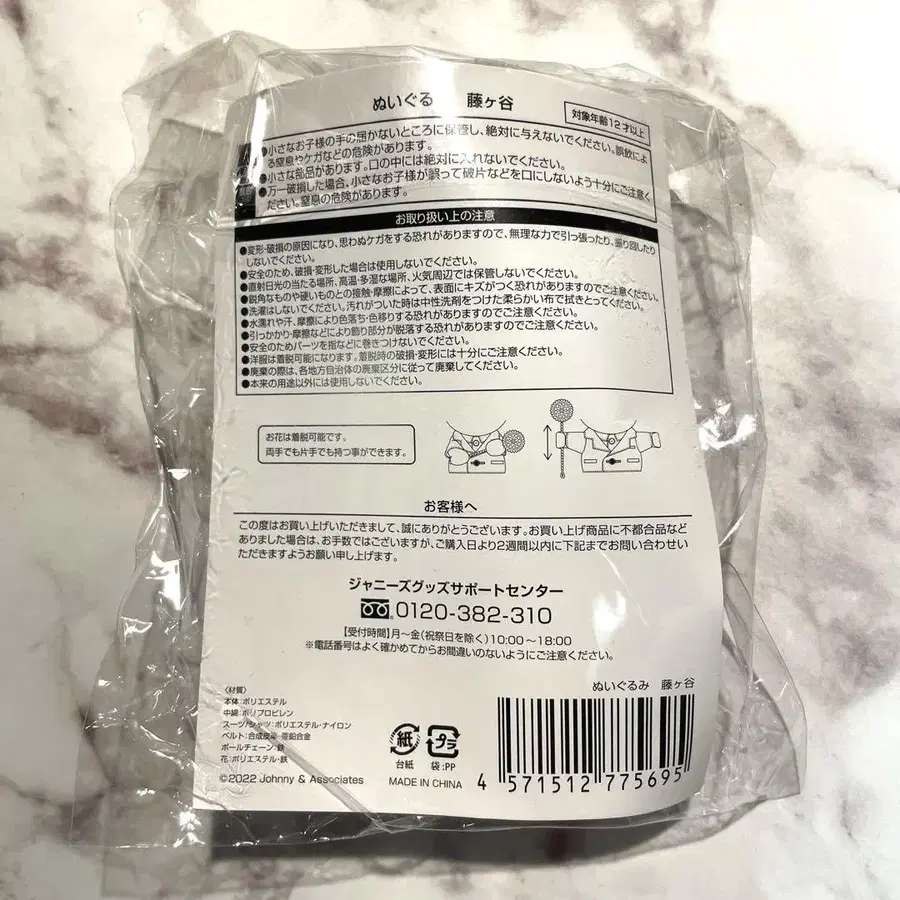 ぬいぐる 藤ヶ谷
対象年齢12才以上
●小さなお子様の手の届かないところに保管し、絶対に与えないでください。誤飲によ
る窒息やケガなどの危険があります。
●小さな部品があります。口の中には絶対に入れないでください。
●万一破損した場合、小さなお子様が誤って破片などを口にしないよう十分にご注意く
ださい。窒息の危険があります。
お取り扱い上の注意
●変形・破損の原因になり、思わぬケガをする恐れがありますので、無理な力で引っ張ったり、振り回したり
しないでください。
●安全のため、破損・変形した場合は使用しないでください。
●直射日光の当たる場所、高温・多湿な場所、火気周辺では保管しないでください。
●鋭角なものや硬いものとの接触・摩擦によって、表面にキズがつく恐れがありますのでご注意ください。
●洗濯はしないでください。汚れがついた時は中性洗剤をつけた柔らかい布で拭きとってください。
●水濡れや汗、摩擦により色落ち・色移りする恐れがありますのでご注意ください。
●引っかかり・摩擦などにより飾り部分が脱落する恐れがありますのでご注意ください。
●安全のためパーツを指などに巻きつけないでください。
●洋服は着脱可能になります。着脱時の破損・変形には十分にご注意ください。
●廃棄の際は、各地方自治体の廃棄区分に従って廃棄してください。
●本来の用途以外には使用しないでください。
お花は着脱可能です。
両手でも片手でも持つ事ができます。
お客様へ
この度はお買い上げいただきまして、誠にありがとうございます。お買い上げ商品に不都合品など
ありました場合は、お手数ではございますが、ご購入日より2週間以内に下記までお問い合わせい
ただきますようお願い申し上げます。
ジャニーズグッズサポートセンター
0120-382-310
【受付時間】月～金(祝祭日を除く)10:00～18:00
※電話番号はよく確かめてからお間違いのないようにご注意ください。
ぬいぐるみ 藤ヶ谷
〈材質〉
本体:ポリエステル
中綿:ポリプロピレン
スーツ/シャツ:ポリエステル・ナイロン
ベルト:合成皮革・亜鉛合金
ボールチェーン:鉄
花:ポリエステル・鉄
©2022 Johnny & Associates
紙
台紙
プラ
袋:PP
MADE IN CHINA
4 571512 775695